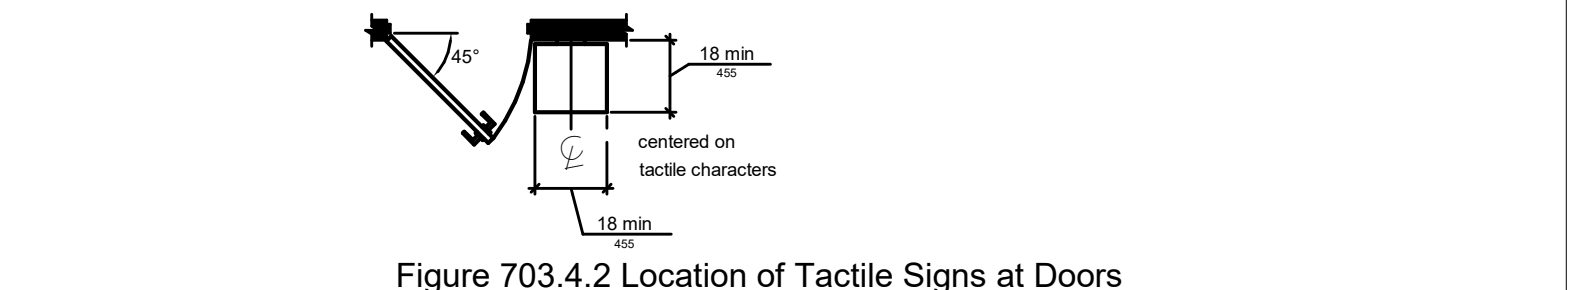 18 min
455
45°
centered on
tactile characters
℄
18 min
455
Figure 703.4.2 Location of Tactile Signs at Doors